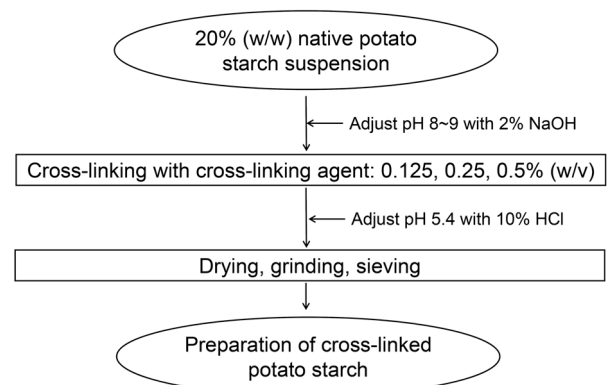 20% (w/w) native potato
starch suspension
Adjust pH 8~9 with 2% NaOH
Cross-linking with cross-linking agent: 0.125, 0.25, 0.5% (w/v)
Adjust pH 5.4 with 10% HCl
Drying, grinding, sieving
Preparation of cross-linked
potato starch